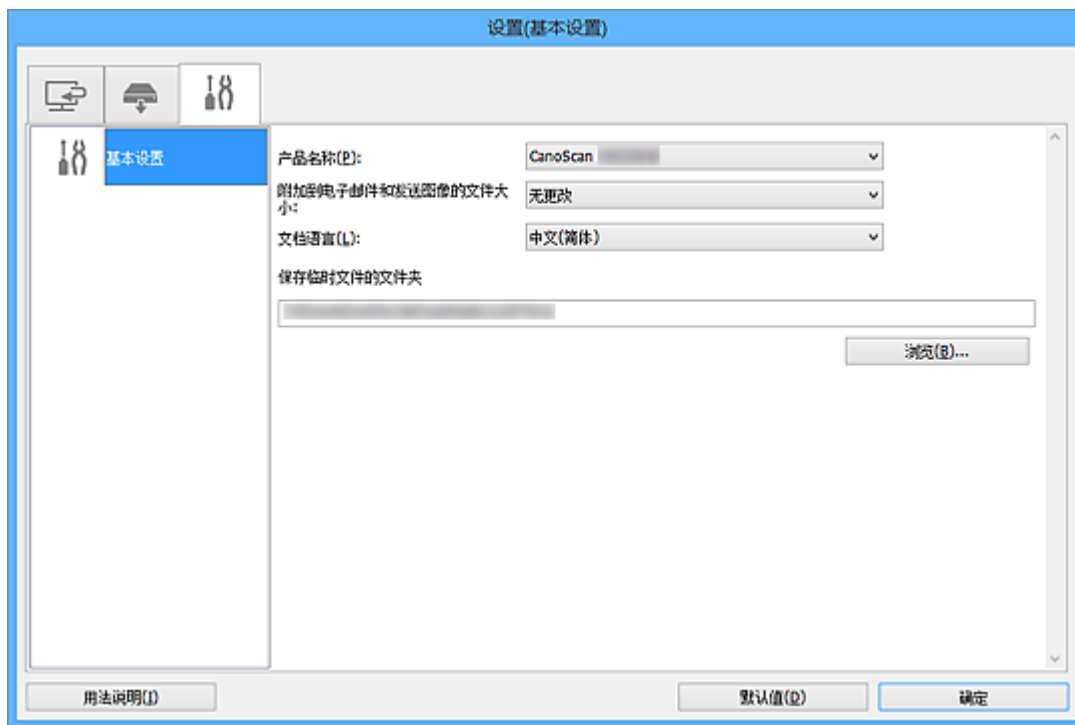 设置(基本设置)
基本设置
产品名称(P):
CanoScan
附加到电子邮件和发送图像的文件大
小:
无更改
文档语言(L):
中文(简体)
保存临时文件的文件夹
浏览(B)...
用法说明(I)
默认值(D)
确定